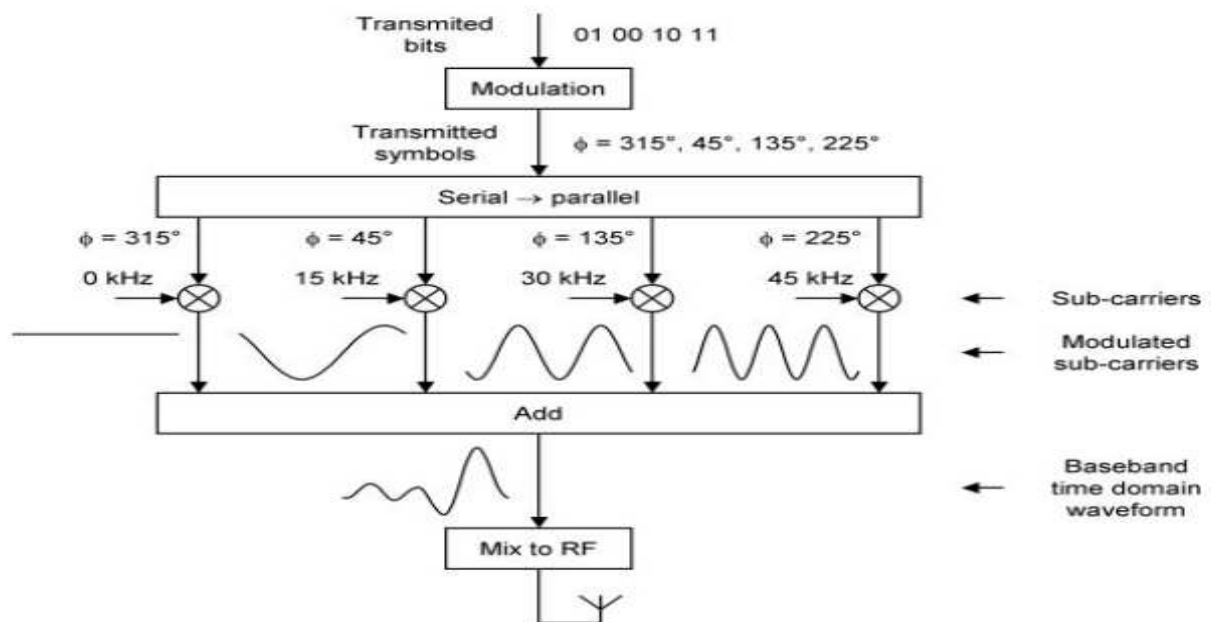 Transmited
bits
01 00 10 11
Modulation
Transmitted
symbols
ϕ = 315°, 45°, 135°, 225°
Serial → parallel
ϕ = 315°
ϕ = 45°
ϕ = 135°
ϕ = 225°
0 kHz
15 kHz
30 kHz
45 kHz
Sub-carriers
Modulated
sub-carriers
Add
Baseband
time domain
waveform
Mix to RF